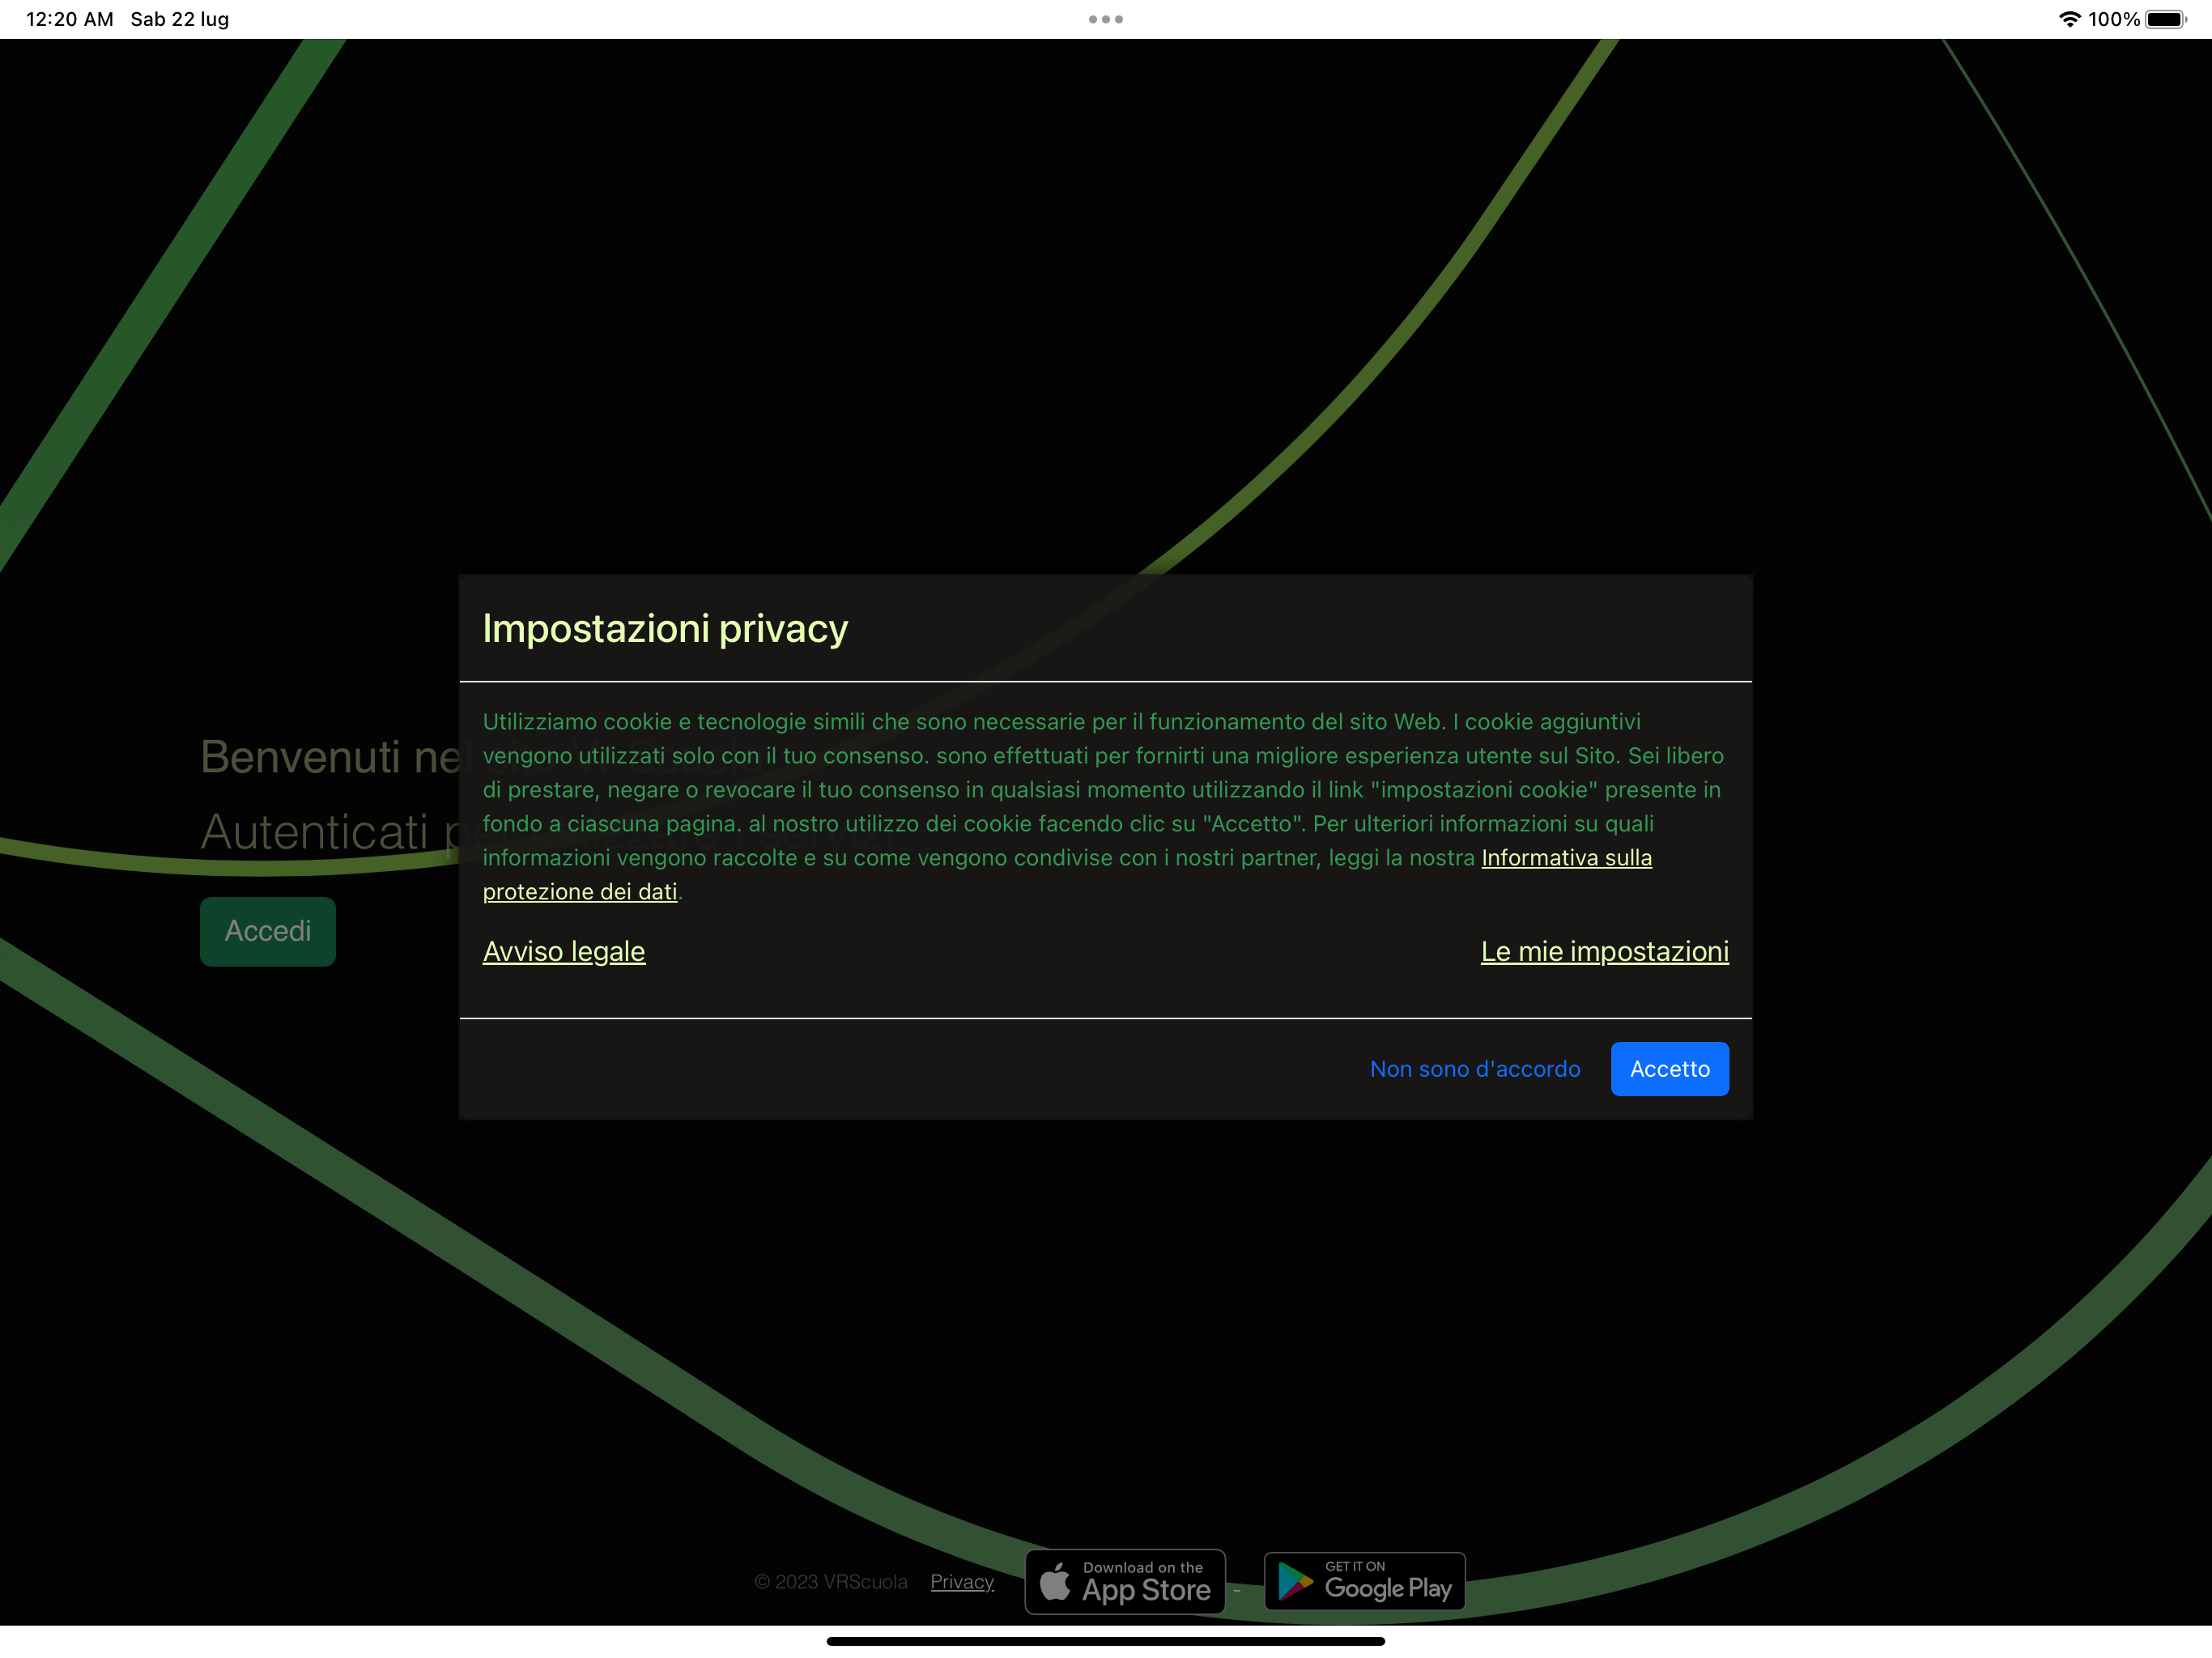 12:20 AM Sab 22 lug
100%
Impostazioni privacy
Utilizziamo cookie e tecnologie simili che sono necessarie per il funzionamento del sito Web. I cookie aggiuntivi
vengono utilizzati solo con il tuo consenso. sono effettuati per fornirti una migliore esperienza utente sul Sito. Sei libero
di prestare, negare o revocare il tuo consenso in qualsiasi momento utilizzando il link "impostazioni cookie" presente in
fondo a ciascuna pagina. al nostro utilizzo dei cookie facendo clic su "Accetto". Per ulteriori informazioni su quali
informazioni vengono raccolte e su come vengono condivise con i nostri partner, leggi la nostra Informativa sulla
protezione dei dati.
Avviso legale
Le mie impostazioni
Non sono d'accordo
Accetto
Benvenuti nel
Autenticati
Accedi
© 2023 VRScuola Privacy
Download on the
App Store
-
GET IT ON
Google Play